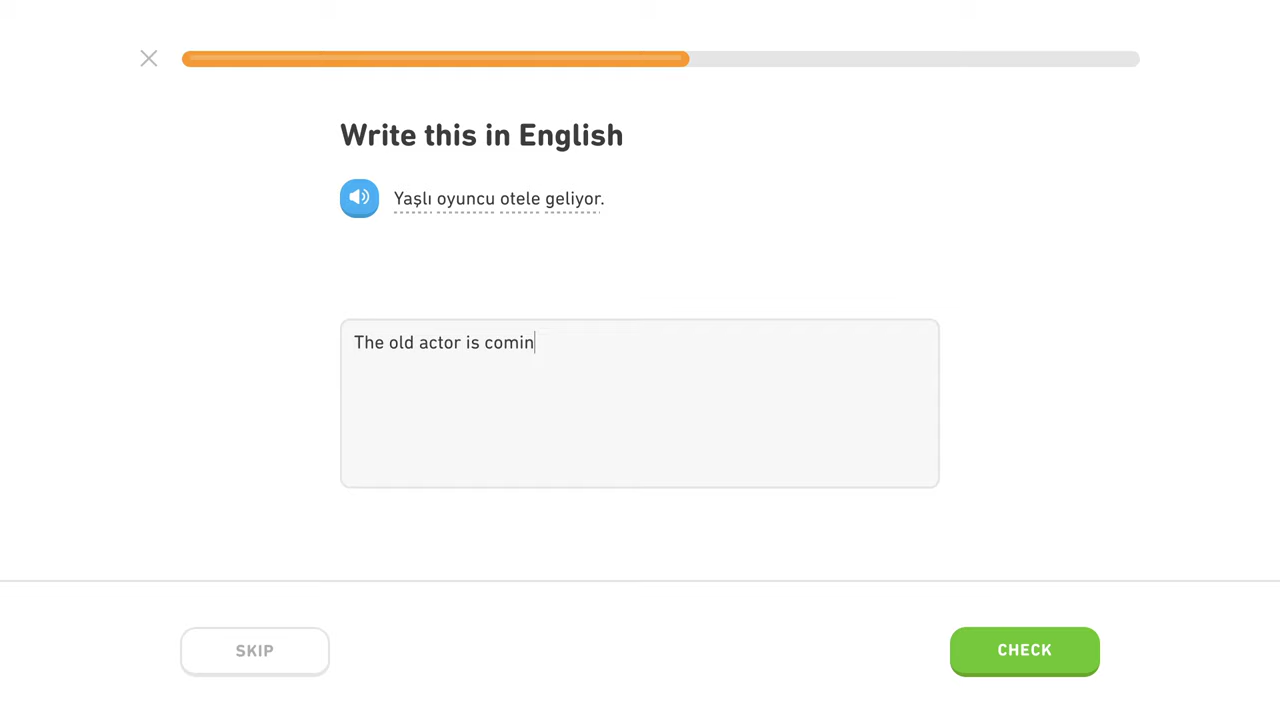 Write this in English
Yaşlı oyuncu otele geliyor.
The old actor is comin
SKIP
CHECK